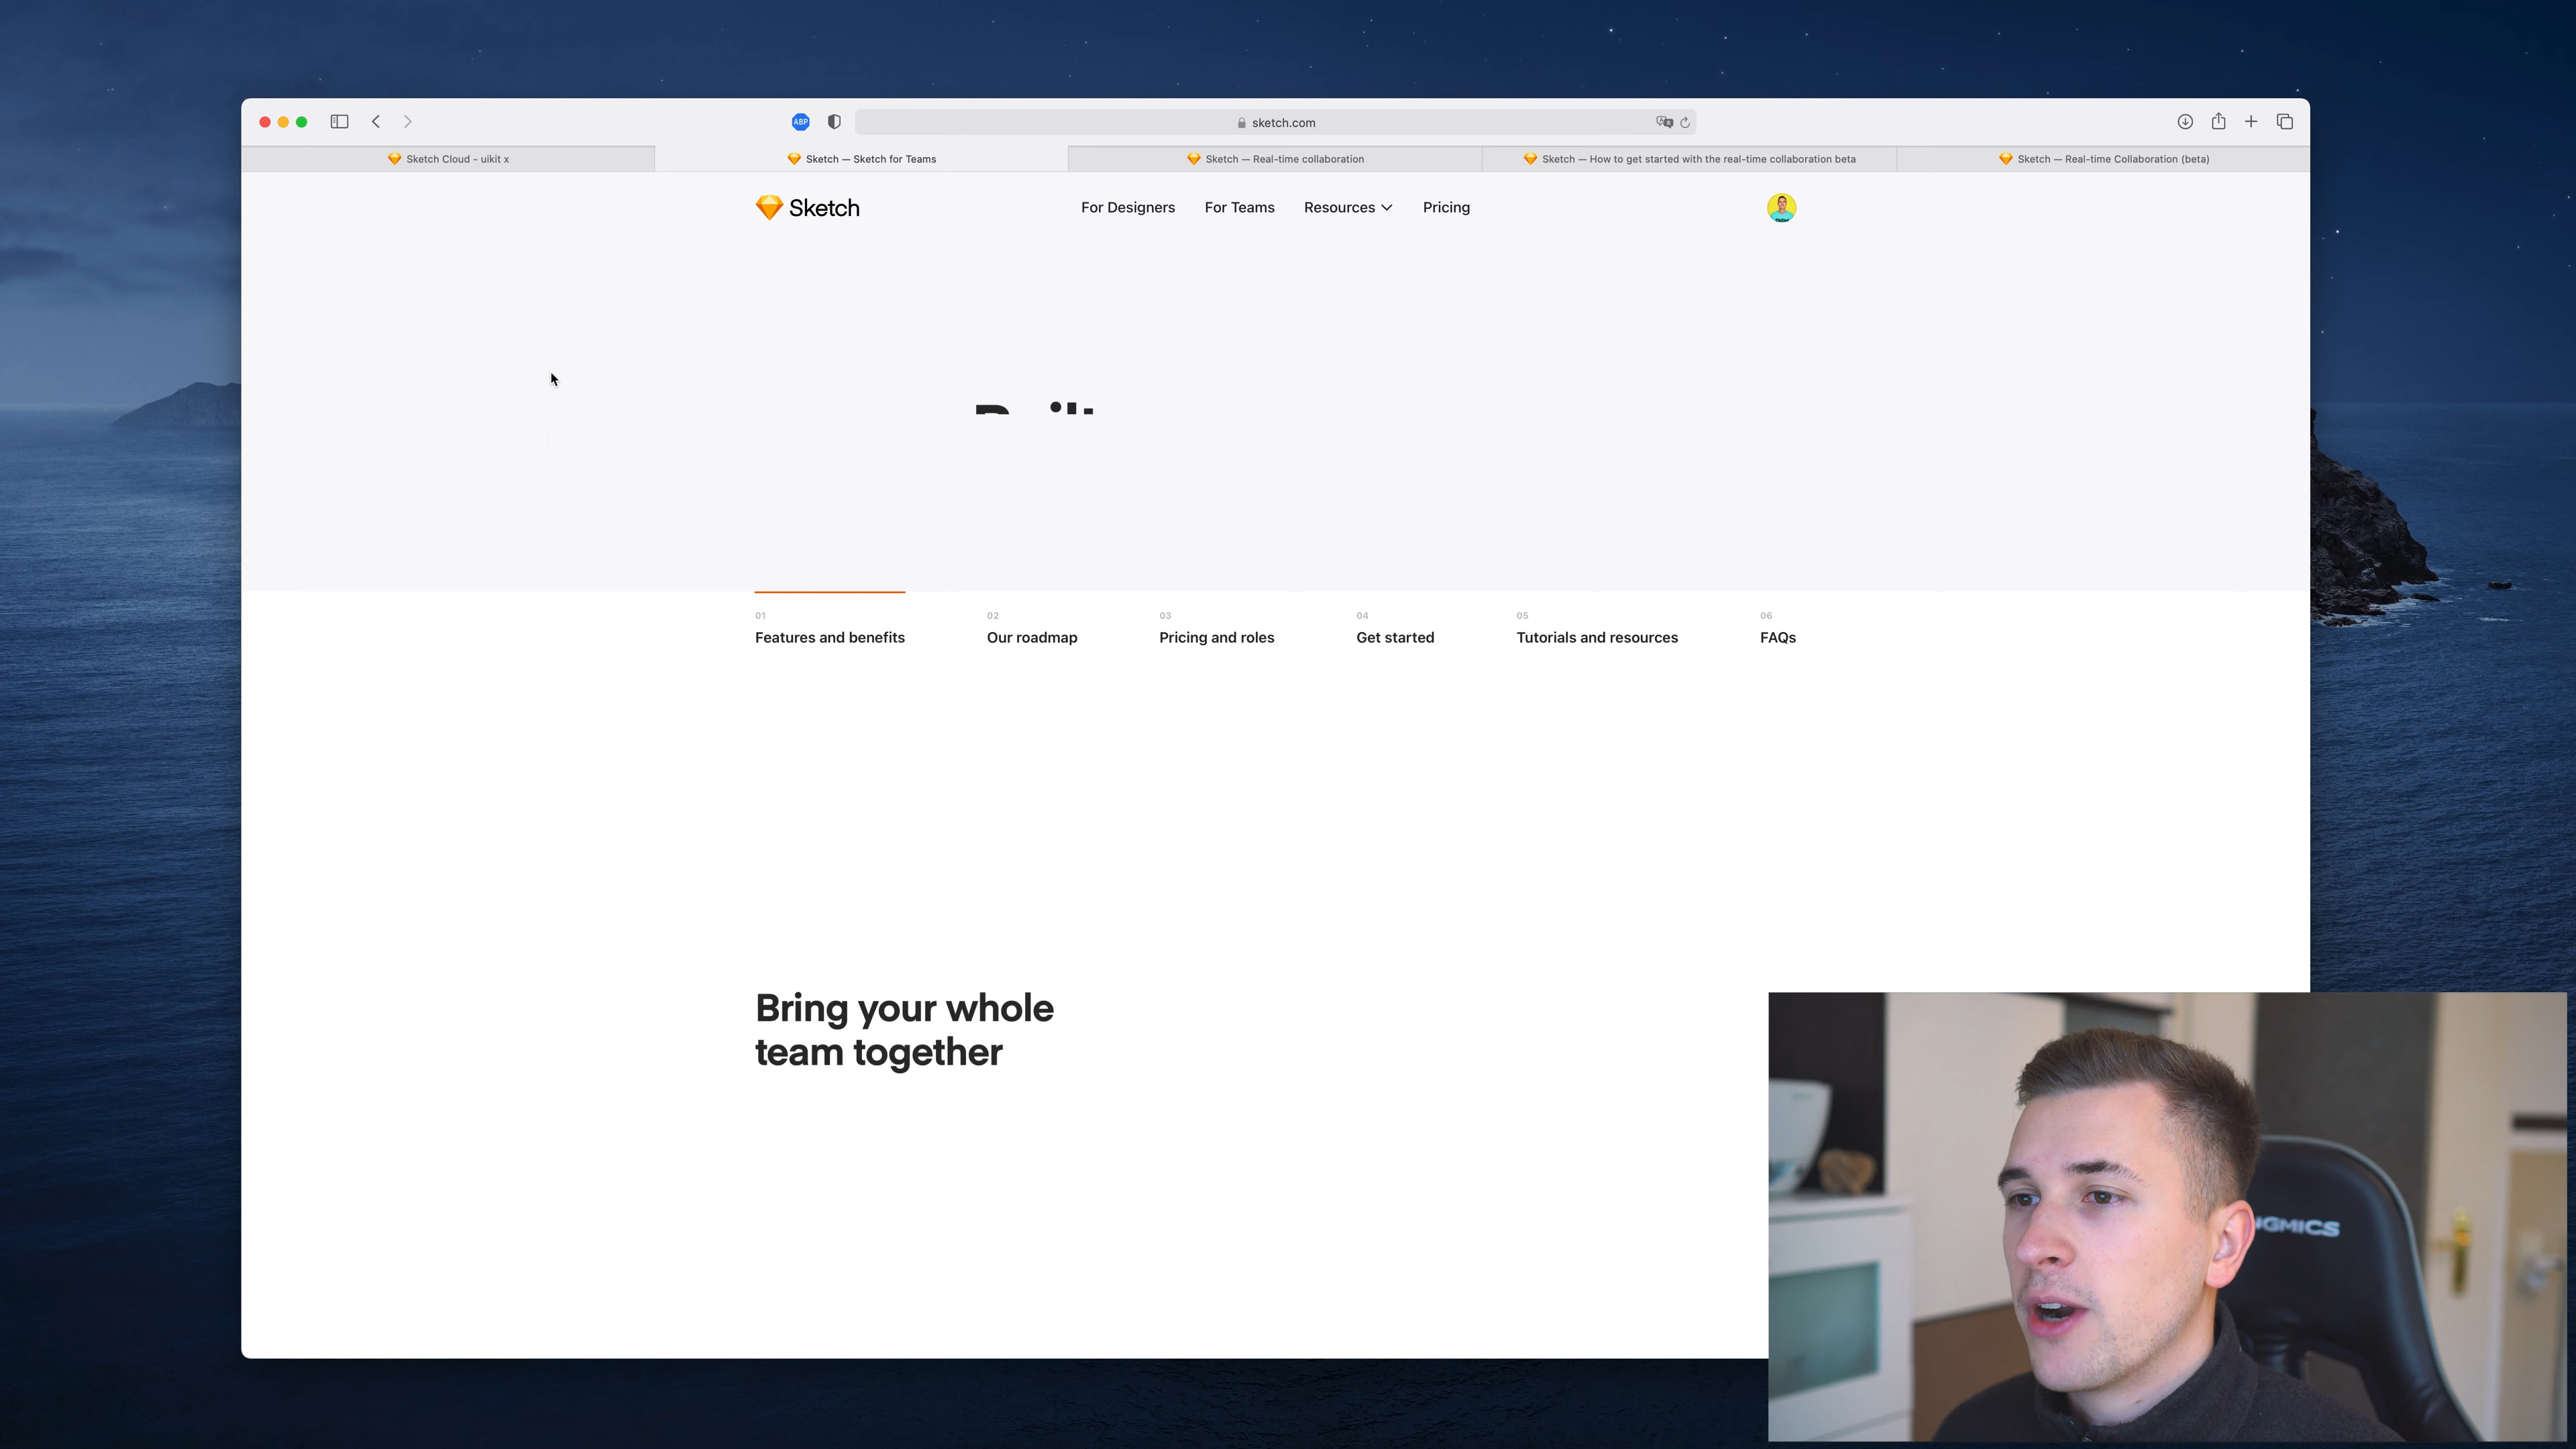 ABP
sketch.com
Sketch Cloud - uikit x
Sketch — Sketch for Teams
Sketch — Real-time collaboration
Sketch — How to get started with the real-time collaboration beta
Sketch — Real-time Collaboration (beta)
Sketch
For Designers
For Teams
Resources
Pricing
01
Features and benefits
02
Our roadmap
03
Pricing and roles
04
Get started
05
Tutorials and resources
06
FAQs
Bring your whole
team together